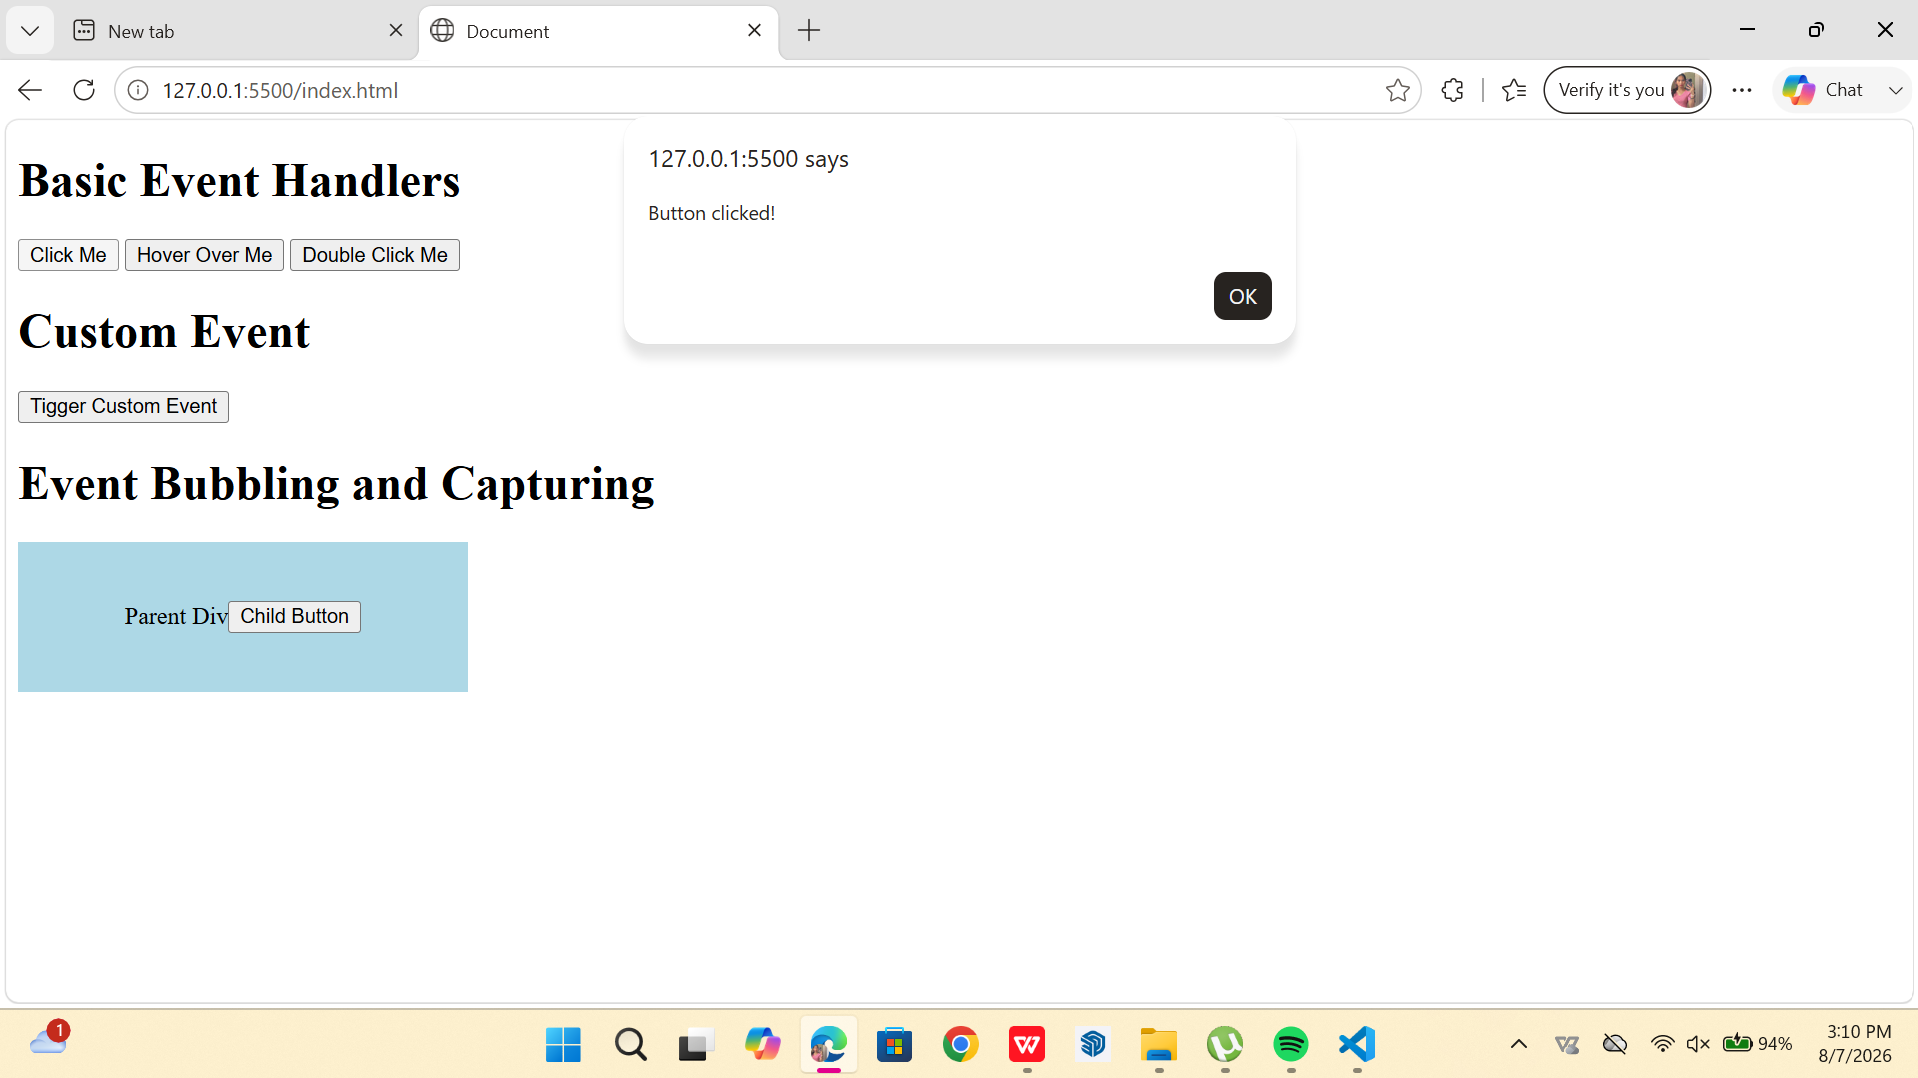 New tab
Document
127.0.0.1:5500/index.html
Verify it's you
Chat
127.0.0.1:5500 says
Button clicked!
OK
Basic Event Handlers
Click Me Hover Over Me Double Click Me
Custom Event
Tigger Custom Event
Event Bubbling and Capturing
Parent Div Child Button
1
94%
3:10 PM
8/7/2026